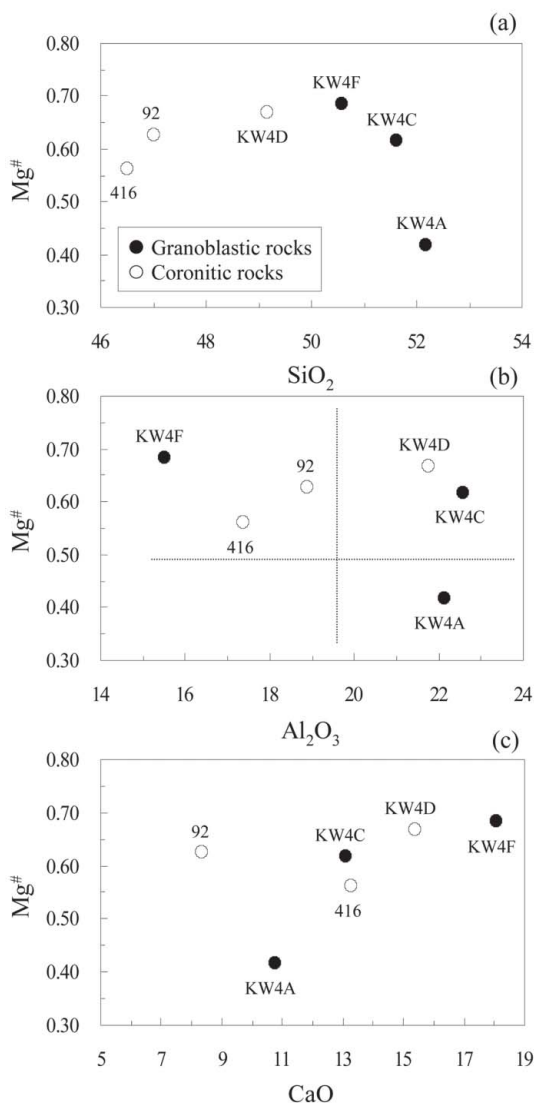 (a)
0.80
KW4F
0.70
92
KW4C
KW4D
0.60
416
Mg#
0.50
KW4A
Granoblastic rocks
0.40
Coronitic rocks
0.30
46 48 50 52 54
SiO₂
(b)
0.80
KW4F
KW4D
0.70
92
0.60
KW4C
416
Mg#
0.50
KW4A
0.40
0.30
14 16 18 20 22 24
Al₂O₃
(c)
0.80
KW4D
0.70
92
KW4C
KW4F
0.60
416
Mg#
0.50
0.40
KW4A
0.30
5 7 9 11 13 15 17 19
CaO